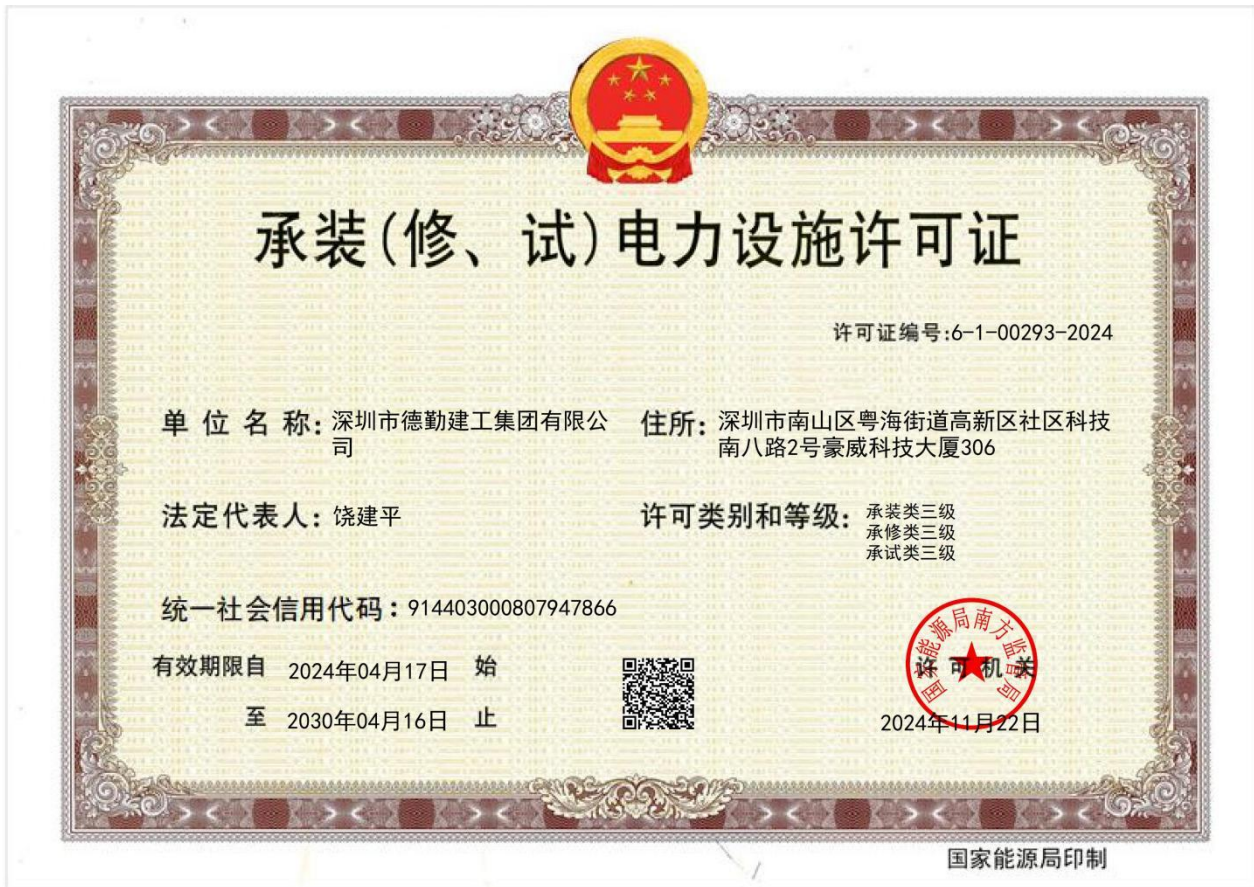 承装(修、试)电力设施许可证
许可证编号:6-1-00293-2024
单位名称:深圳市德勤建工集团有限公
司
住所:深圳市南山区粤海街道高新区社区科技
南八路2号豪威科技大厦306
法定代表人:饶建平
许可类别和等级:承装类三级
承修类三级
承试类三级
统一社会信用代码:914403000807947866
有效期限自 2024年04月17日 始
至 2030年04月16日 止
国家能源局南方监管局
许可机关
2024年11月22日
国家能源局印制